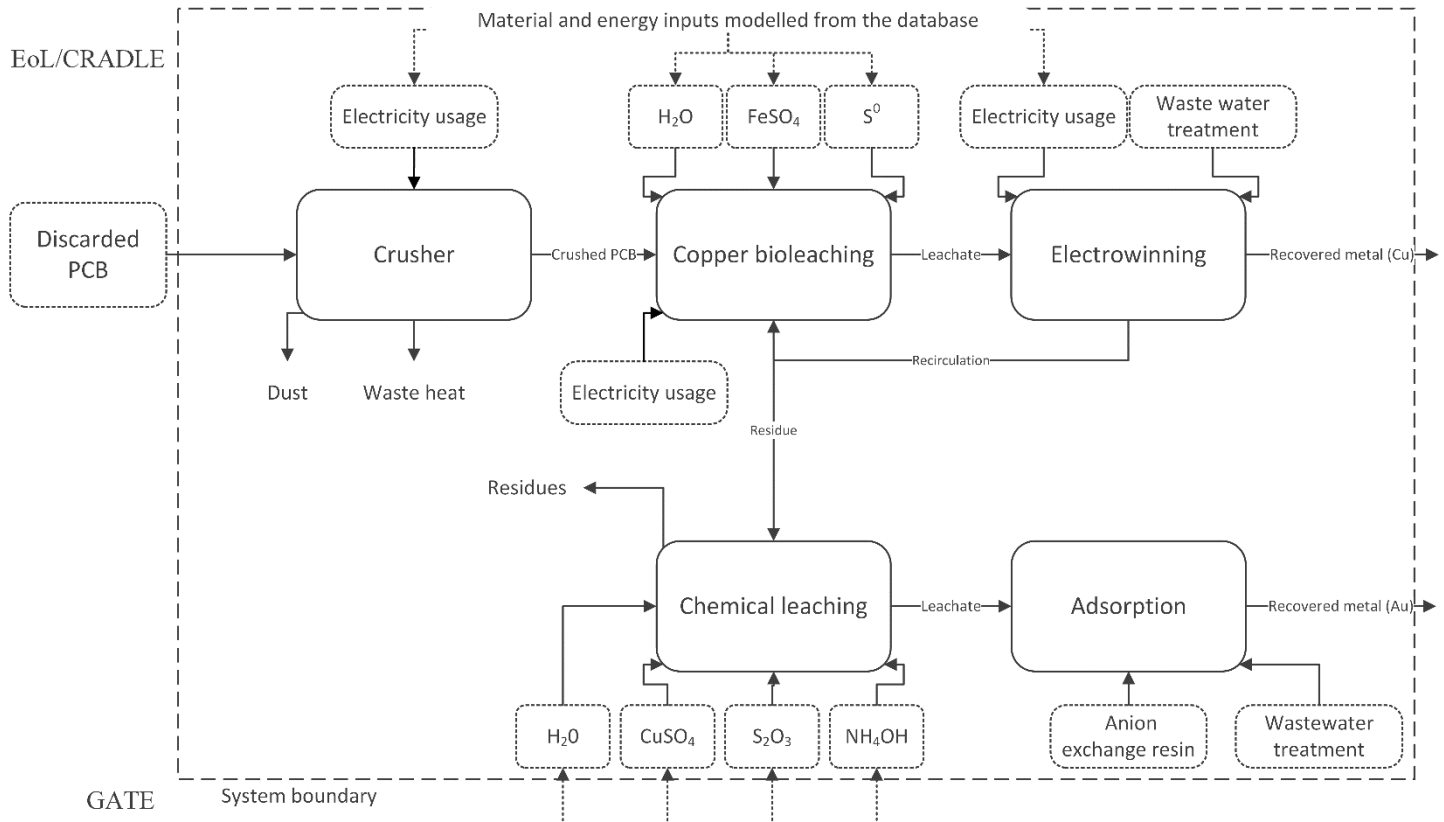 Material and energy inputs modelled from the database
EoL/CRADLE
Electricity usage
H₂O
FeSO₄
S⁰
Electricity usage
Waste water
treatment
Discarded
PCB
Crusher
Crushed PCB
Copper bioleaching
Leachate
Electrowinning
Recovered metal (Cu)
Dust
Waste heat
Electricity usage
Recirculation
Residue
Residues
Chemical leaching
Leachate
Adsorption
Recovered metal (Au)
H₂0
CuSO₄
S₂O₃
NH₄OH
Anion
exchange resin
Wastewater
treatment
System boundary
GATE